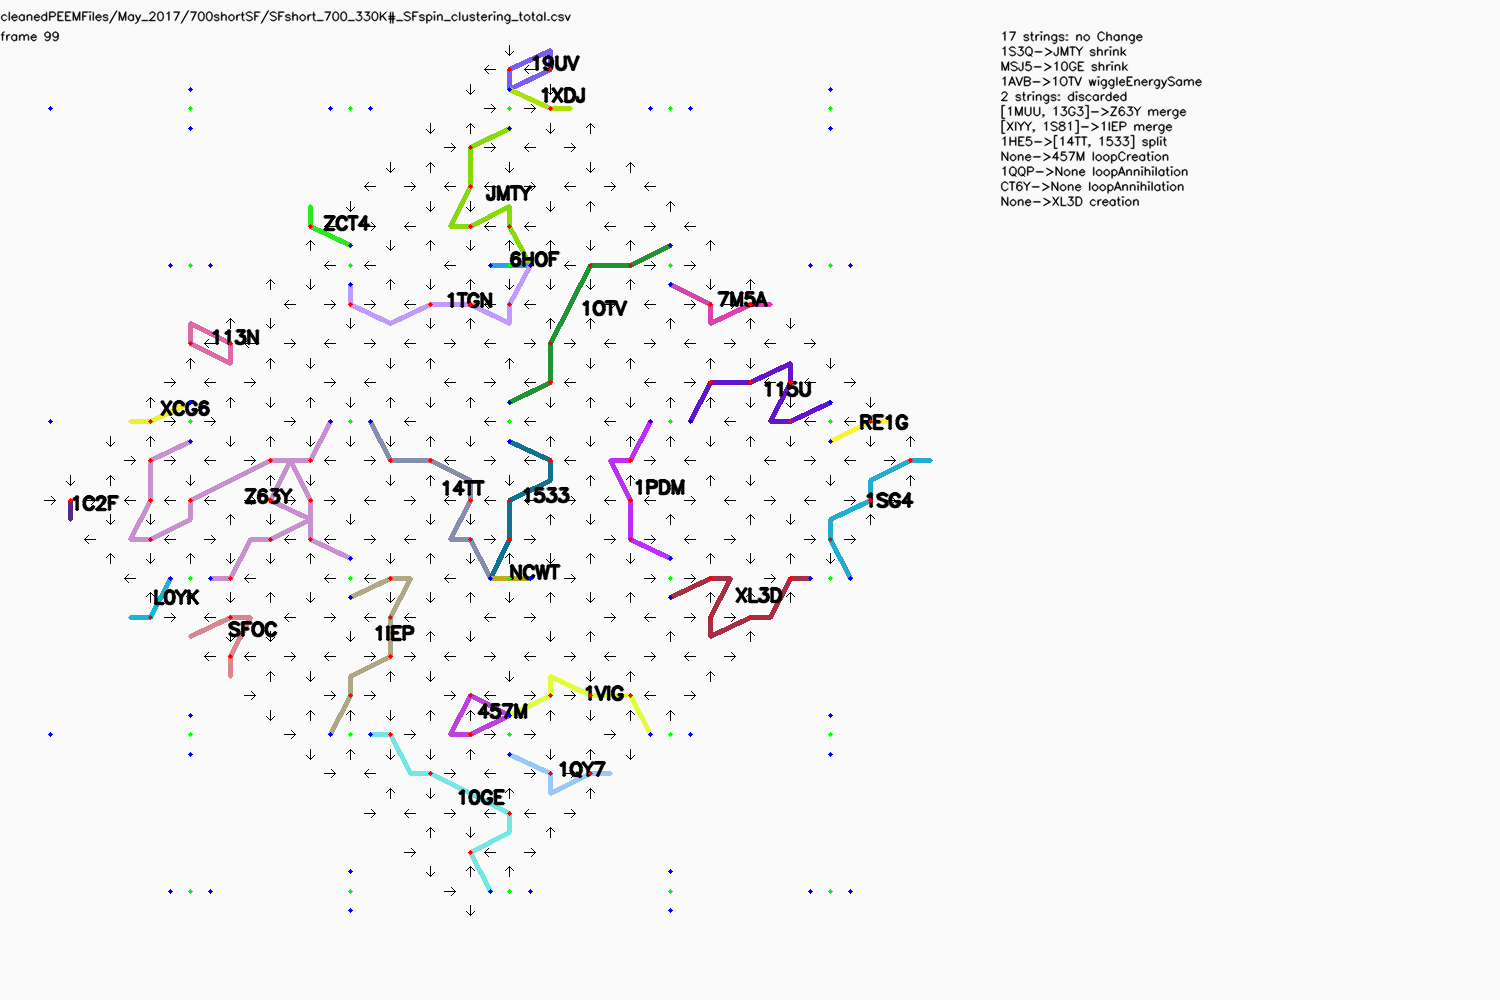 cleanedPEEMFiles/May_2017/700shortSF/SFshort_700_330K#_SFspin_clustering_total.csv
frame 99
17 strings: no Change
1S3Q->JMTY shrink
MSJ5->10GE shrink
1AVB->10TV wiggleEnergySame
2 strings: discarded
[1MUU, 13G3]->Z63Y merge
[XIYY, 1S81]->1IEP merge
1HE5->[14TT, 1533] split
None->457M loopCreation
1QQP->None loopAnnihilation
CT6Y->None loopAnnihilation
None->XL3D creation
19UV
1XDJ
JMTY
ZCT4
6HOF
1TGN
10TV
7M5A
113N
115U
XCG6
RE1G
14TT
1533
1PDM
Z63Y
1C2F
1SG4
NCWT
L0YK
XL3D
SFOC
1IEP
1VIG
457M
1QY7
10GE